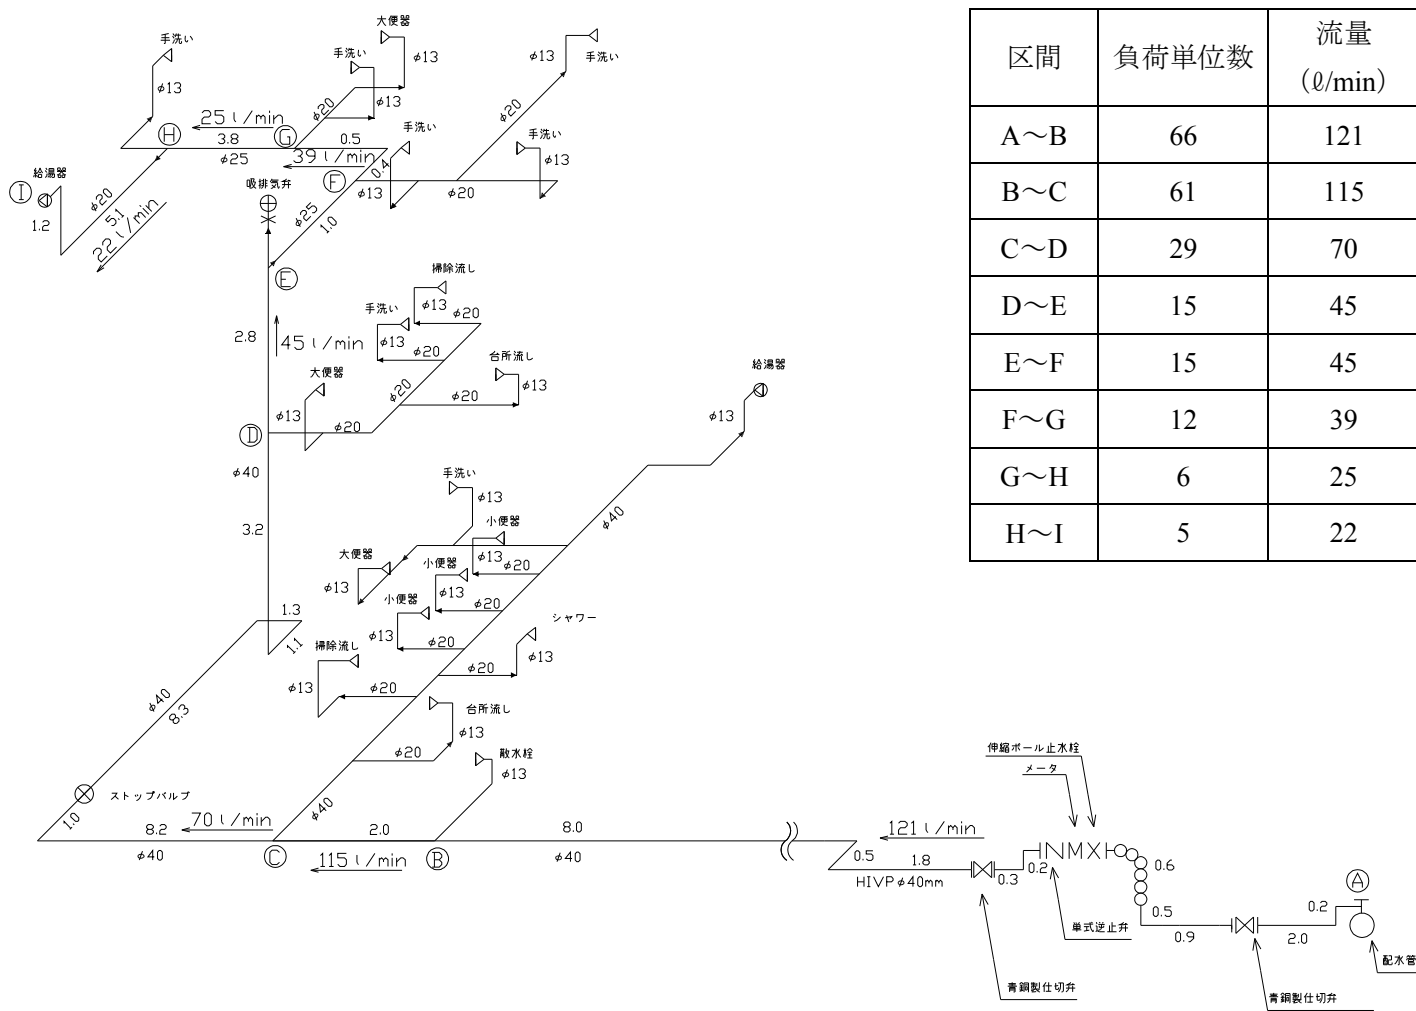 大便器
手洗い
手洗い
φ13
φ13
手洗い
φ13
φ20
φ13
φ20
25 l/min
手洗い
手洗い
H
3.8
G
0.5
φ13
φ25
39 l/min
0.4
F
φ13
φ20
給湯器
I
吸排気弁
φ20
5.1
1.2
φ25
1.0
22 l/min
E
掃除流し
φ13
手洗い
φ20
2.8
45 l/min
φ13
φ20
台所流し
給湯器
大便器
φ20
φ20
φ13
φ13
φ13
φ20
D
φ40
手洗い
φ13
φ40
3.2
小便器
大便器
φ13
小便器
φ20
φ13
φ13
小便器
φ20
1.3
シャワー
φ13
掃除流し
φ20
1.1
φ13
φ20
φ13
φ20
φ40
8.3
台所流し
φ13
φ20
散水栓
φ13
ストップバルブ
φ40
1.0
8.2
70 l/min
2.0
8.0
φ40
C
115 l/min
B
φ40
伸縮ボール止水栓
メータ
121 l/min
0.5
1.8
HIVPφ40mm
0.3
0.2
M
0.6
A
0.5
0.2
0.9
2.0
単式逆止弁
配水管
青銅製仕切弁
青銅製仕切弁
区間 負荷単位数 流量
(ℓ/min)
A～B 66 121
B～C 61 115
C～D 29 70
D～E 15 45
E～F 15 45
F～G 12 39
G～H 6 25
H～I 5 22